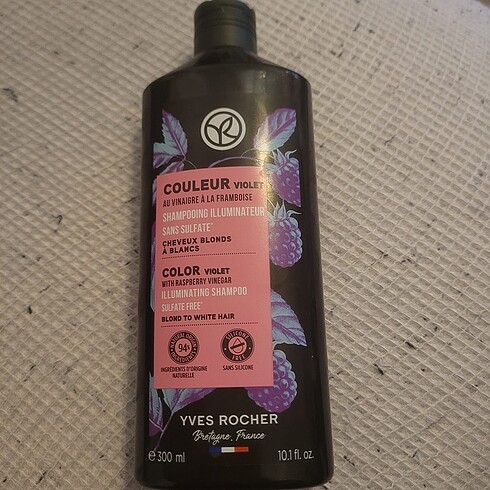 COULEUR VIOLET
AU VINAIGRE À LA FRAMBOISE
SHAMPOOING ILLUMINATEUR
SANS SULFATE*
CHEVEUX BLONDS
À BLANCS
COLOR VIOLET
WITH RASPBERRY VINEGAR
ILLUMINATING SHAMPOO
SULFATE FREE*
BLOND TO WHITE HAIR
94%
SILICONE
FREE
INGRÉDIENTS D'ORIGINE
NATURELLE
SANS SILICONE
YVES ROCHER
Bretagne, France
e 300 ml
10.1 fl. oz.